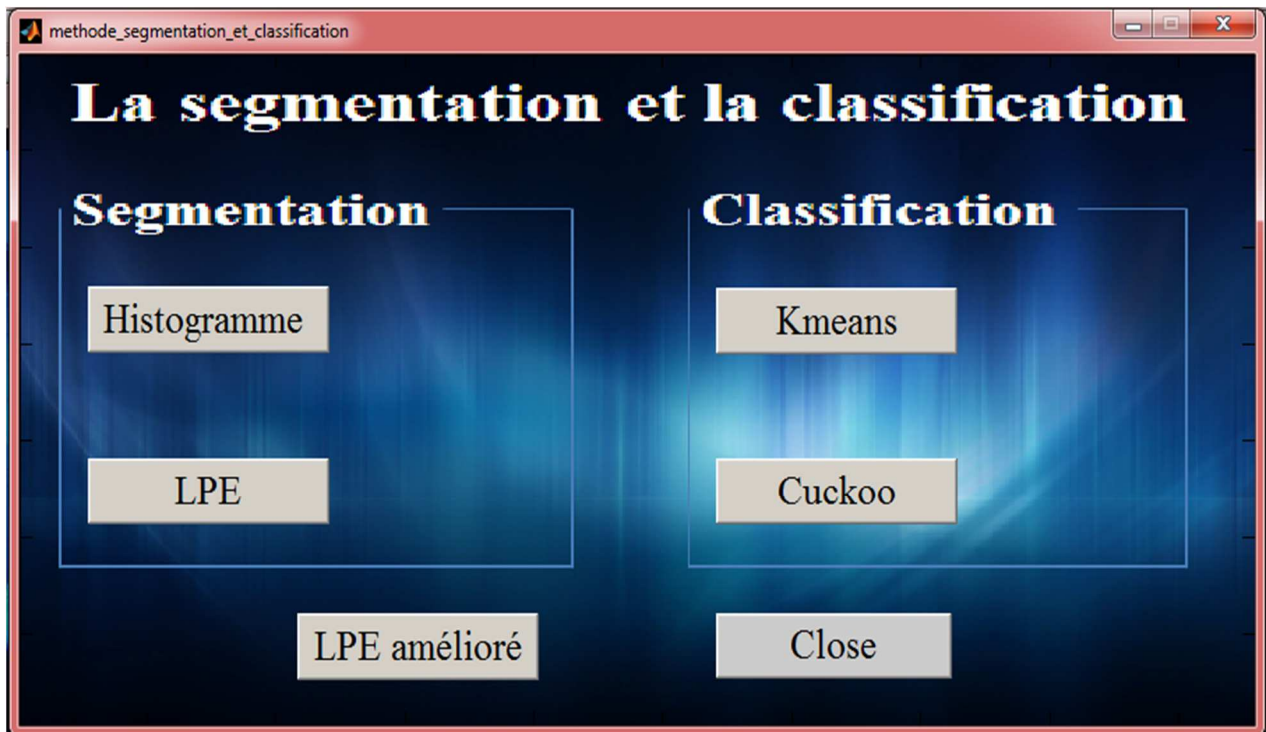 methode_segmentation_et_classification
La segmentation et la classification
Segmentation
Histogramme
LPE
Classification
Kmeans
Cuckoo
LPE amélioré
Close